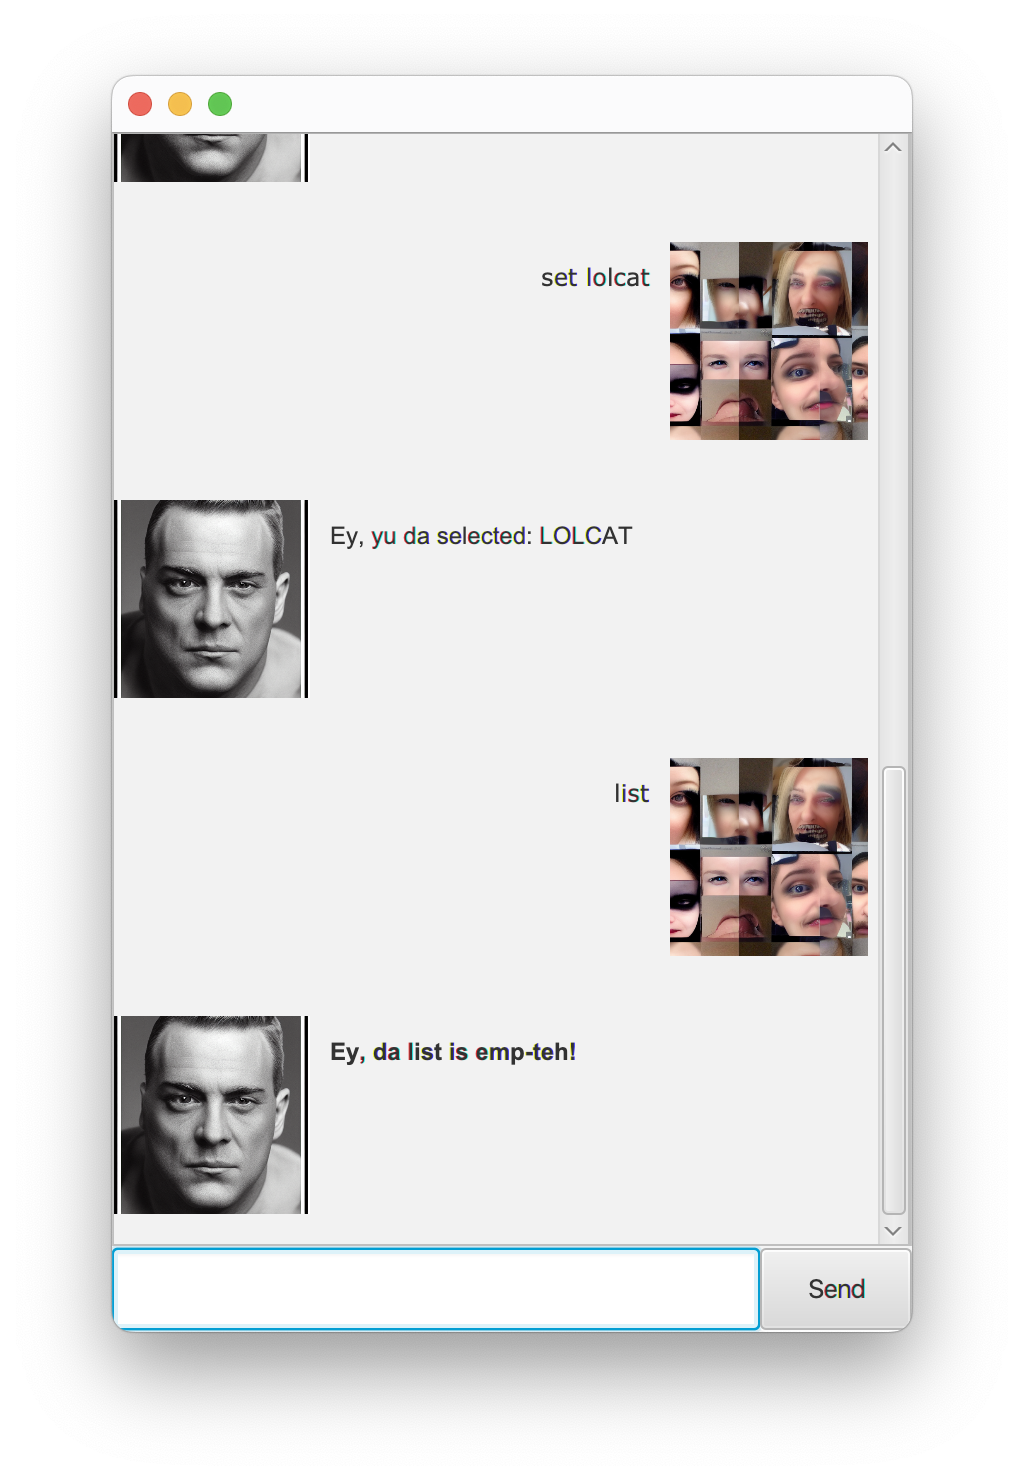 set lolcat
Ey, yu da selected: LOLCAT
list
Ey, da list is emp-teh!
Send